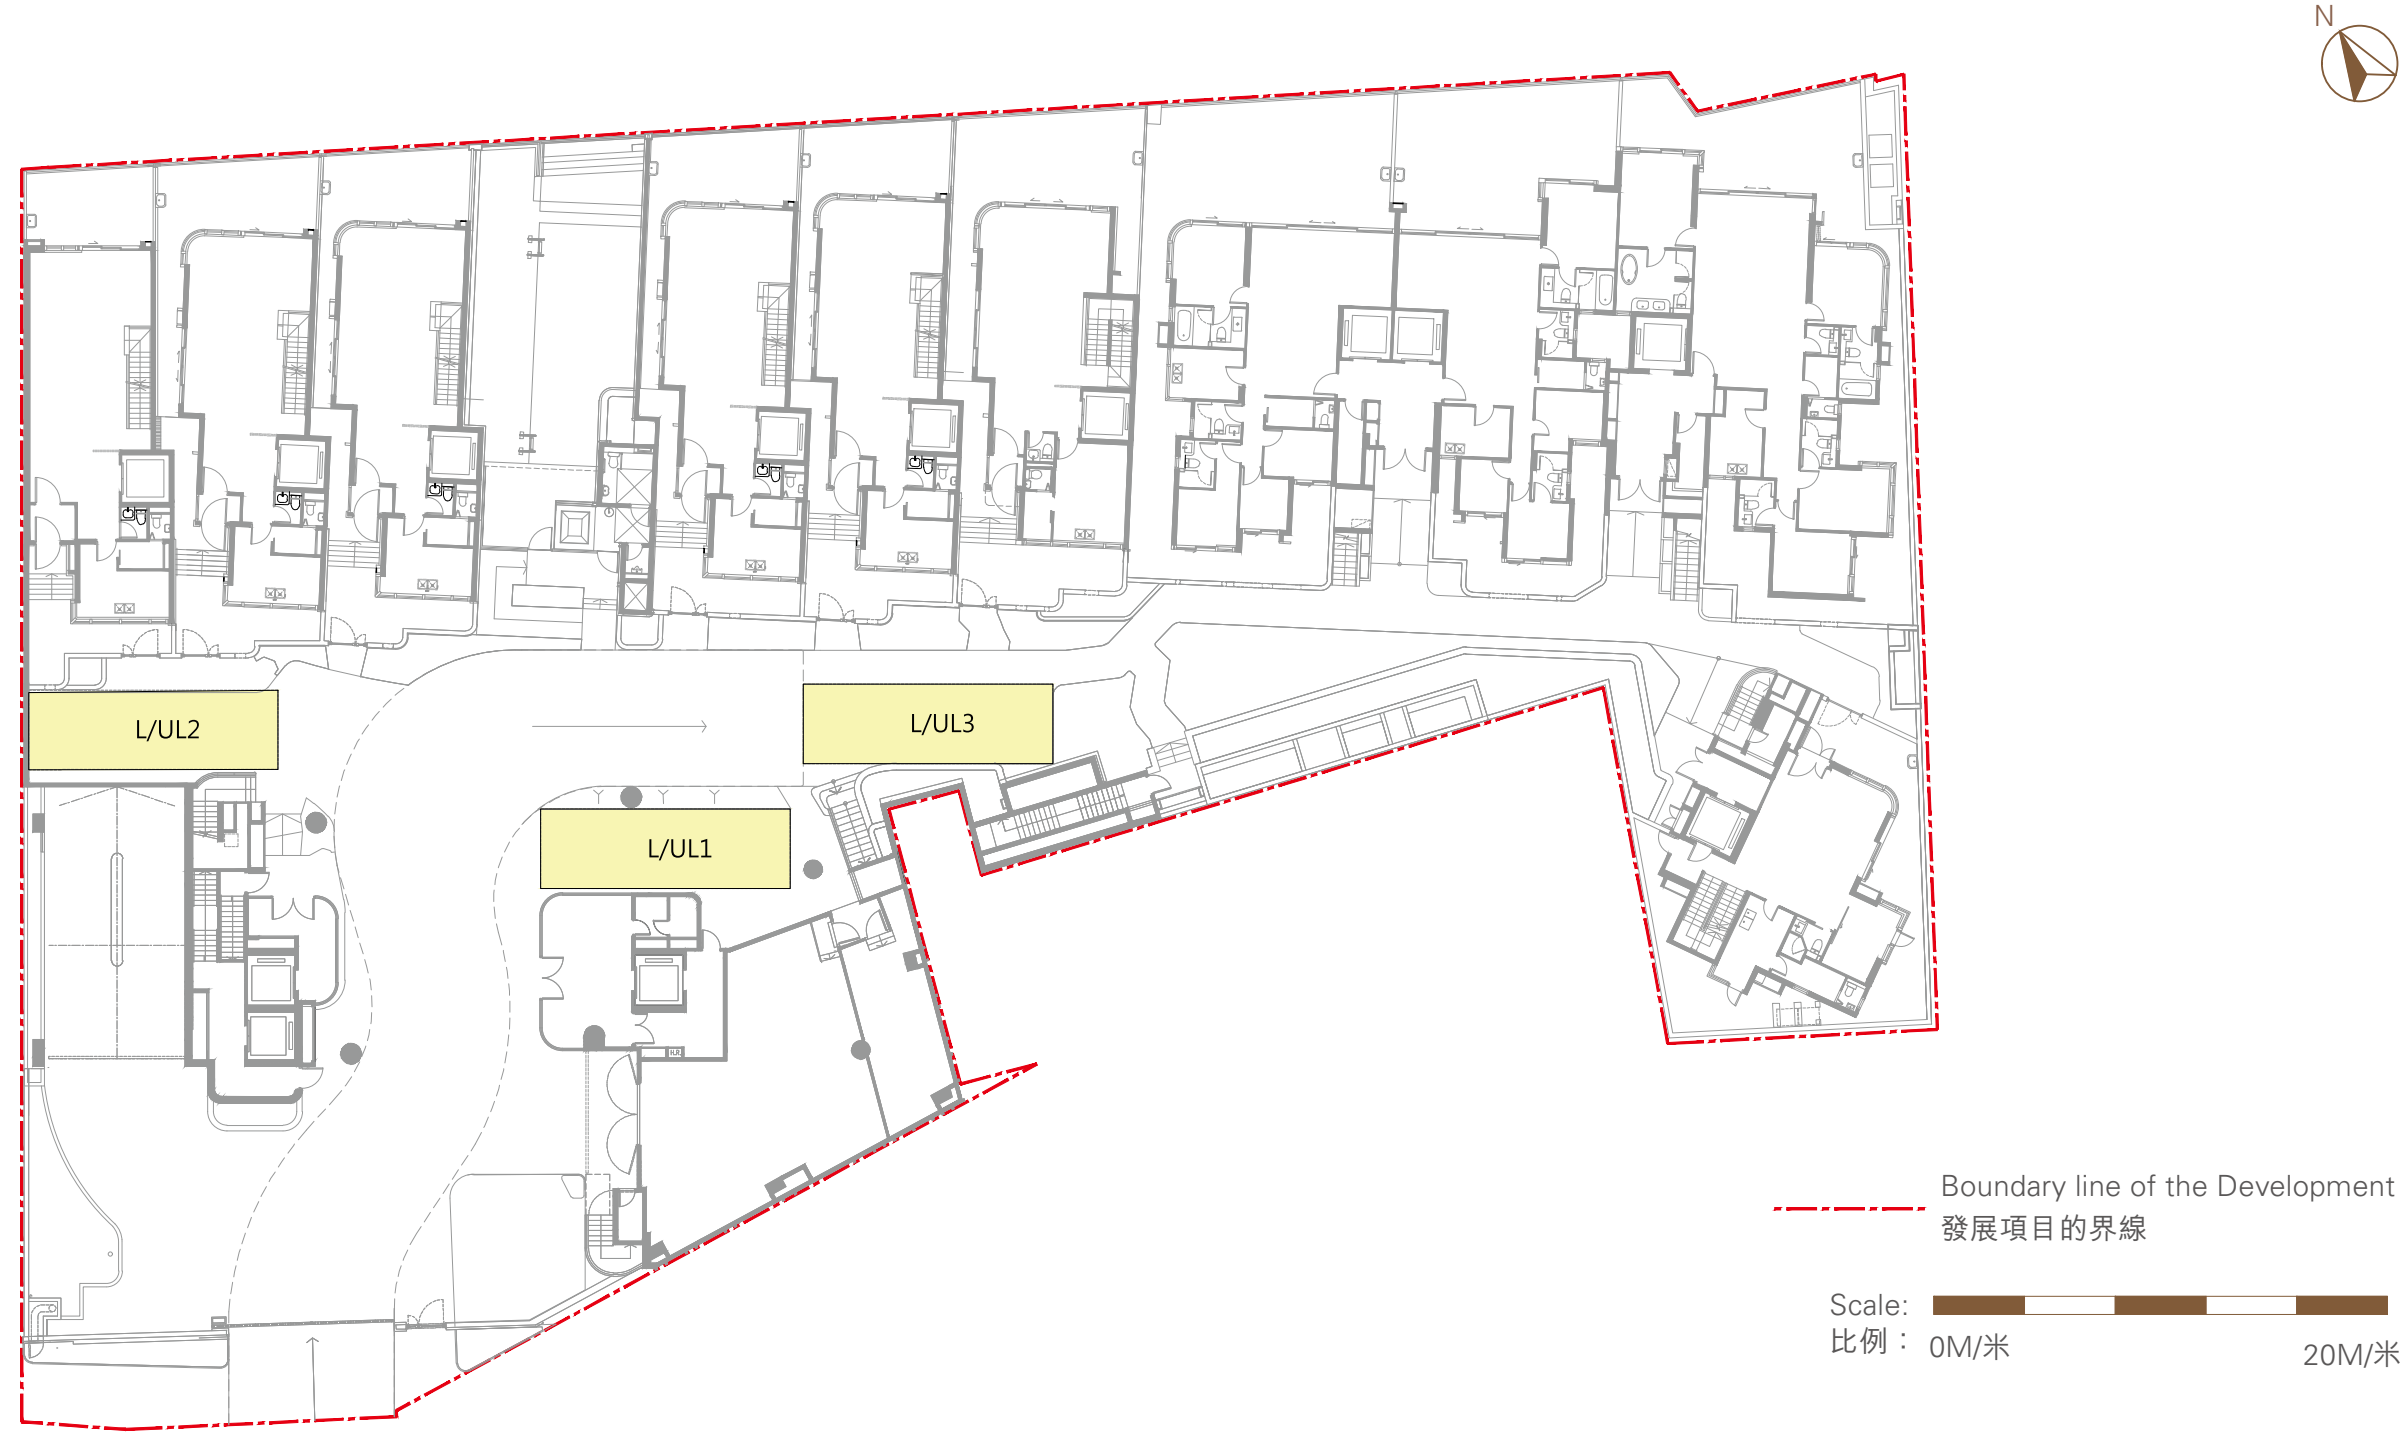 N
L/UL2
L/UL3
L/UL1
H.R.
Boundary line of the Development
發展項目的界線
Scale:
比例：
0M/米
20M/米